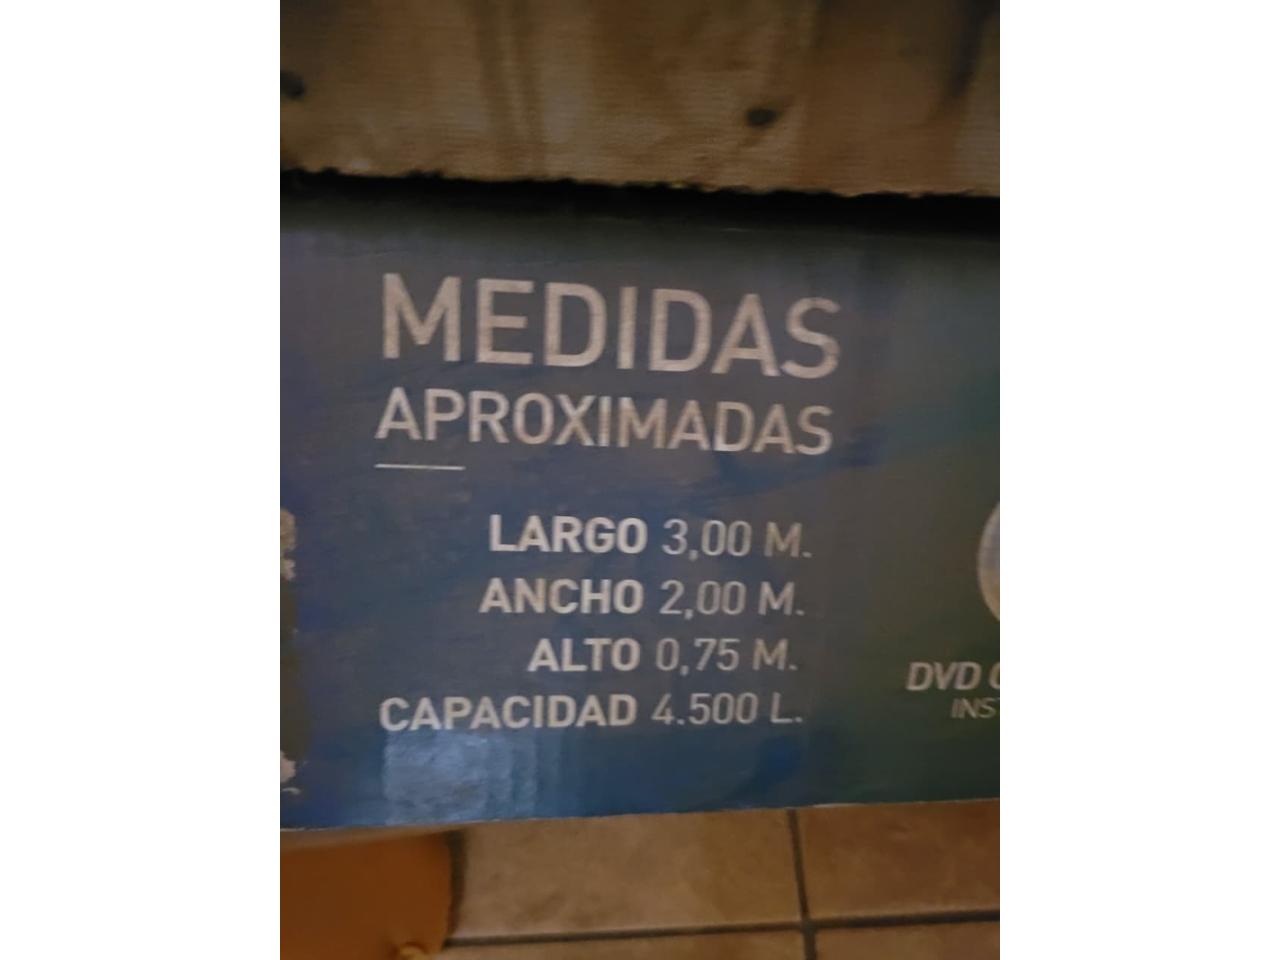 MEDIDAS
APROXIMADAS
LARGO 3,00 M.
ANCHO 2,00 M.
ALTO 0,75 M.
CAPACIDAD 4.500 L.
DVD